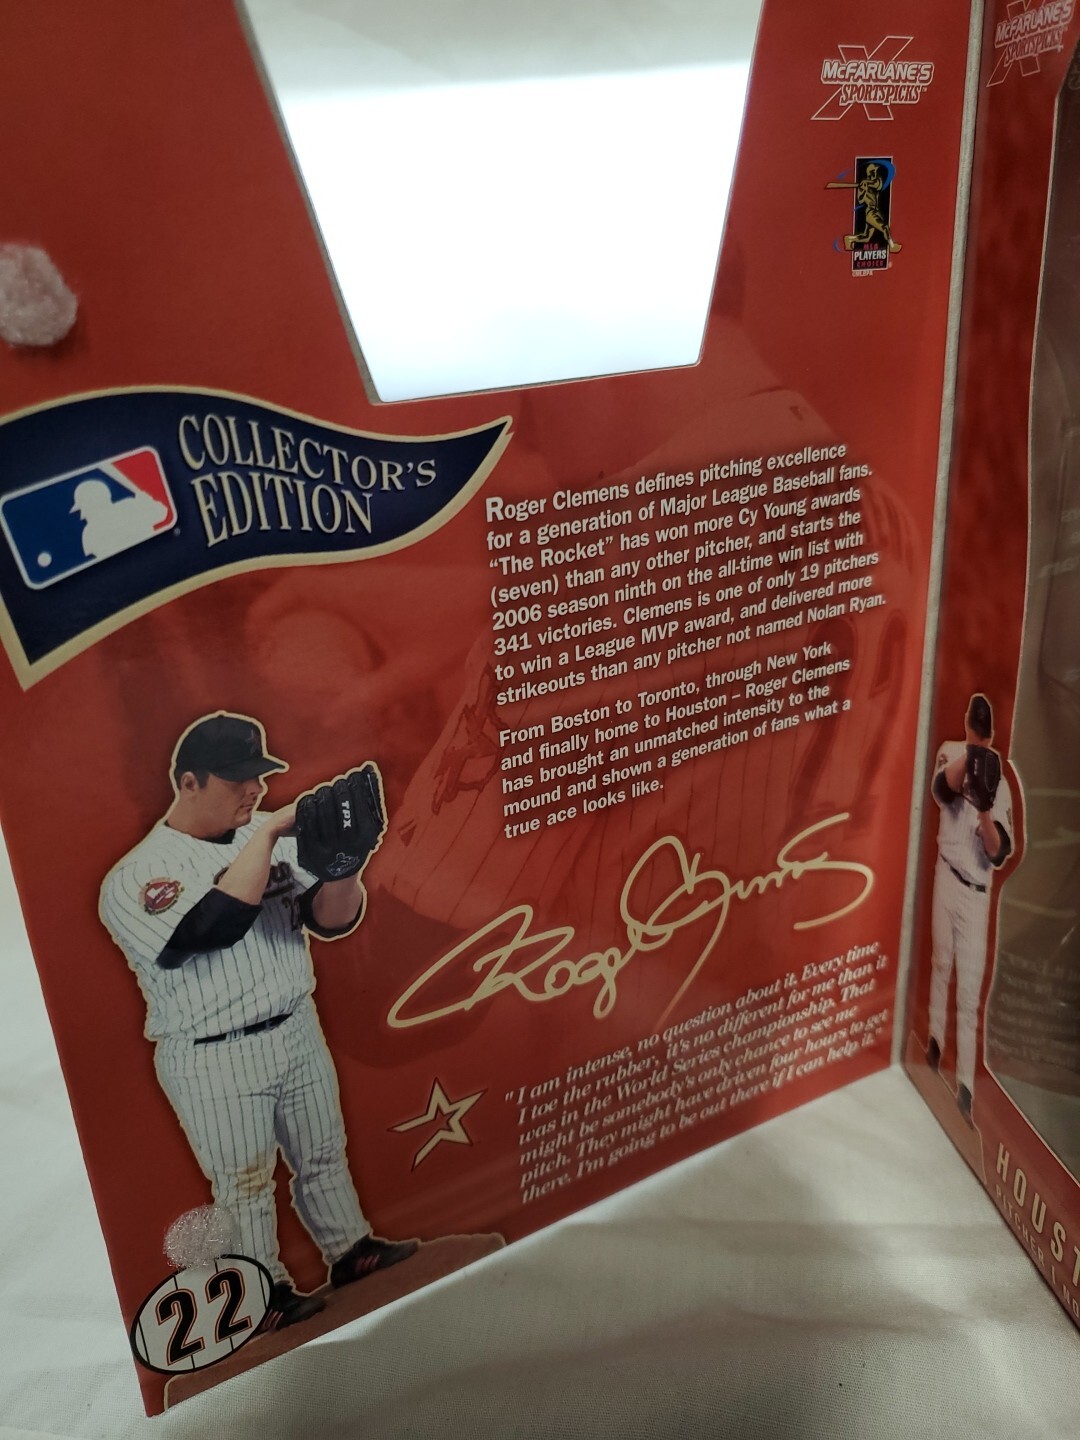 McFARLANE'S
SPORTSPICKS™
McFARLANE'S
SPORTSPICKS
MLB
PLAYERS
CHOICE
COLLECTOR'S
EDITION
Roger Clemens defines pitching excellence
for a generation of Major League Baseball fans.
"The Rocket" has won more Cy Young awards
(seven) than any other pitcher, and starts the
2006 season ninth on the all-time win list with
341 victories. Clemens is one of only 19 pitchers
to win a League MVP award, and delivered more
strikeouts than any pitcher not named Nolan Ryan.
From Boston to Toronto, through New York
and finally home to Houston – Roger Clemens
has brought an unmatched intensity to the
mound and shown a generation of fans what a
true ace looks like.
TPX
Roger Clemens
"I am intense, no question about it. Every time
I toe the rubber, it's no different for me than it
was in the World Series championship. That
might be somebody's only chance to see me
pitch. They might have driven four hours to get
there. I'm going to be out there if I can help it."
22
HOUST
PITCHER | NO